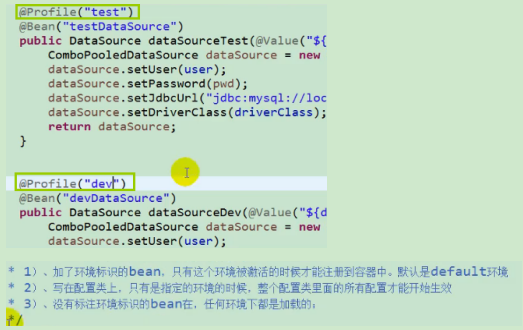 @Profile("test")
@Bean("testDataSource")
public DataSource dataSourceTest(@Value("${
ComboPooledDataSource dataSource = new
dataSource.setUser(user);
dataSource.setPassword(pwd);
dataSource.setJdbcUrl("jdbc:mysql://loc
dataSource.setDriverClass(driverClass);
return dataSource;
}
@Profile("dev")
@Bean("devDataSource")
public DataSource dataSourceDev(@Value("${d
ComboPooledDataSource dataSource = new
dataSource.setUser(user);
* 1）、加了环境标识的bean，只有这个环境被激活的时候才能注册到容器中。默认是default环境
* 2）、写在配置类上，只有是指定的环境的时候，整个配置类里面的所有配置才能开始生效
* 3）、没有标注环境标识的bean在，任何环境下都是加载的；
*/